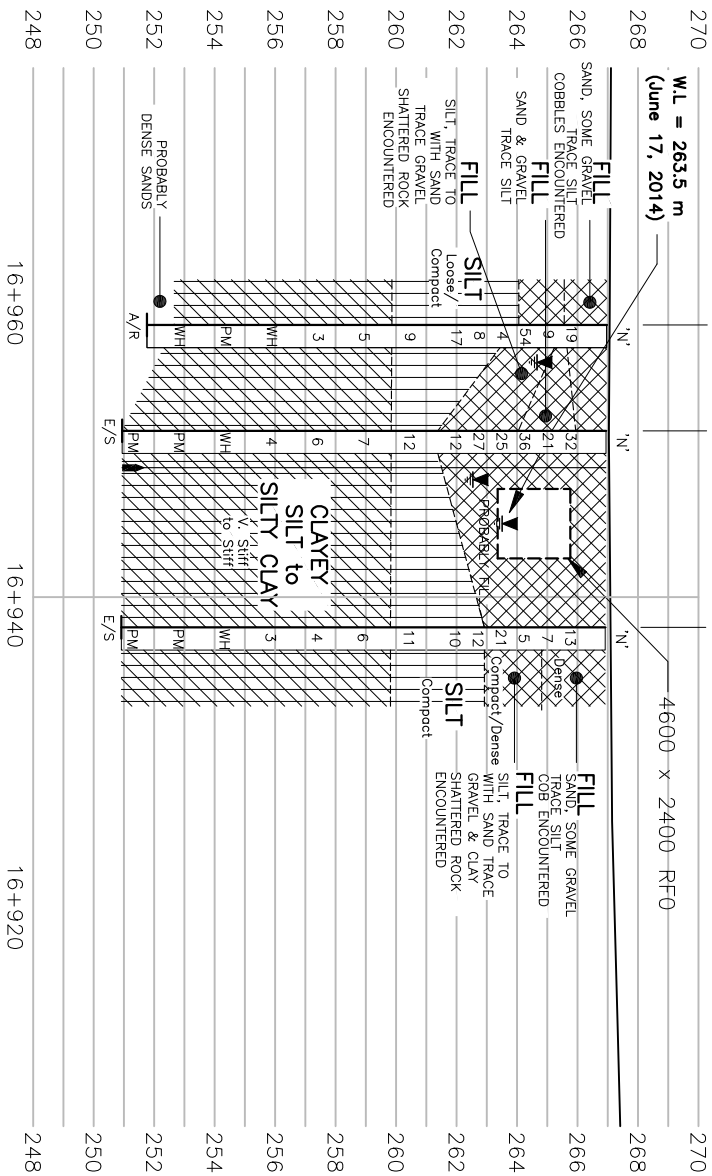 270
268
266
264
262
260
258
256
254
252
250
248
W.L = 263.5 m
(June 17, 2014)
FILL
SAND, SOME GRAVEL
TRACE SILT
COBBLES ENCOUNTERED
FILL
SAND & GRAVEL
TRACE SILT
FILL
SILT, TRACE TO
WITH SAND
TRACE GRAVEL
SHATTERED ROCK
ENCOUNTERED
SILT
Loose/
Compact
PROBABLY
DENSE SANDS
'N'
19
9
54
4
8
17
9
5
3
WH
PM
WH
A/R
'N'
32
21
36
25
27
12
12
7
6
4
WH
PM
PM
E/S
PROBABLY FIL
CLAYEY
SILT to
SILTY CLAY
V. Stiff
to Stiff
'N'
13
7
5
21
12
10
11
6
4
3
WH
PM
PM
E/S
4600 x 2400 RFO
Dense
Compact/Dense
SILT
Compact
FILL
SAND, SOME GRAVEL
TRACE SILT
COB ENCOUNTERED
FILL
SILT, TRACE TO
WITH SAND TRACE
GRAVEL & CLAY
SHATTERED ROCK
ENCOUNTERED
270
268
266
264
262
260
258
256
254
252
250
248
16+960
16+940
16+920